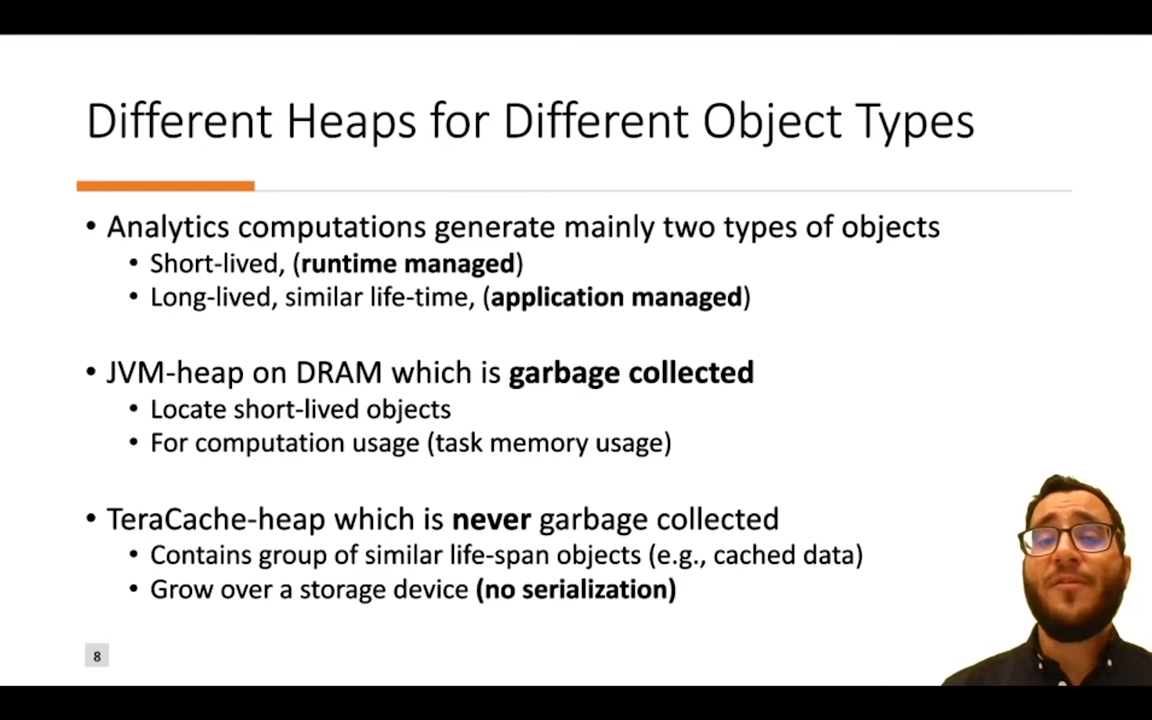 Different Heaps for Different Object Types
• Analytics computations generate mainly two types of objects
• Short-lived, (runtime managed)
• Long-lived, similar life-time, (application managed)
• JVM-heap on DRAM which is garbage collected
• Locate short-lived objects
• For computation usage (task memory usage)
• TeraCache-heap which is never garbage collected
• Contains group of similar life-span objects (e.g., cached data)
• Grow over a storage device (no serialization)
8